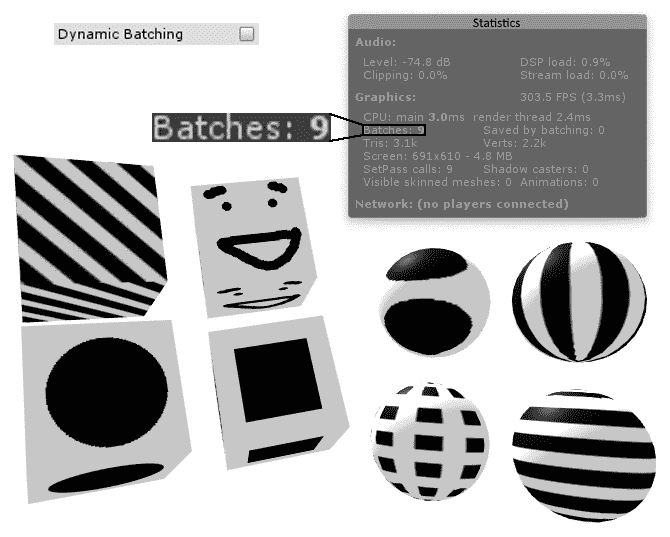 Dynamic Batching
Statistics
Audio:
Level: -74.8 dB DSP load: 0.9%
Clipping: 0.0% Stream load: 0.0%
Graphics: 303.5 FPS (3.3ms)
CPU: main 3.0ms render thread 2.4ms
Batches: 9
Batches: 9 Saved by batching: 0
Tris: 3.1k Verts: 2.2k
Screen: 691x610 - 4.8 MB
SetPass calls: 9 Shadow casters: 0
Visible skinned meshes: 0 Animations: 0
Network: (no players connected)